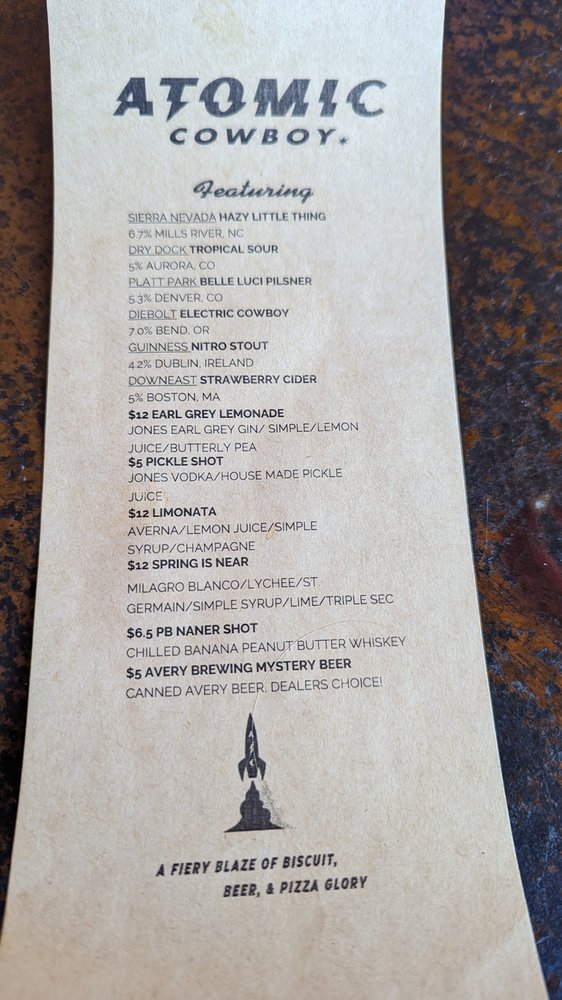 ATOMIC
COWBOY
Featuring
SIERRA NEVADA HAZY LITTLE THING
6.7% MILLS RIVER, NC
DRY DOCK TROPICAL SOUR
5% AURORA, CO
PLATT PARK BELLE LUCI PILSNER
5.3% DENVER, CO
DIEBOLT ELECTRIC COWBOY
7.0% BEND, OR
GUINNESS NITRO STOUT
4.2% DUBLIN, IRELAND
DOWNEAST STRAWBERRY CIDER
5% BOSTON, MA
$12 EARL GREY LEMONADE
JONES EARL GREY GIN/ SIMPLE/LEMON
JUICE/BUTTERLY PEA
$5 PICKLE SHOT
JONES VODKA/HOUSE MADE PICKLE
JUICE
$12 LIMONATA
AVERNA/LEMON JUICE/SIMPLE
SYRUP/CHAMPAGNE
$12 SPRING IS NEAR
MILAGRO BLANCO/LYCHEE/ST.
GERMAIN/SIMPLE SYRUP/LIME/TRIPLE SEC
$6.5 PB NANER SHOT
CHILLED BANANA PEANUT BUTTER WHISKEY
$5 AVERY BREWING MYSTERY BEER
CANNED AVERY BEER. DEALERS CHOICE!
A FIERY BLAZE OF BISCUIT,
BEER, & PIZZA GLORY